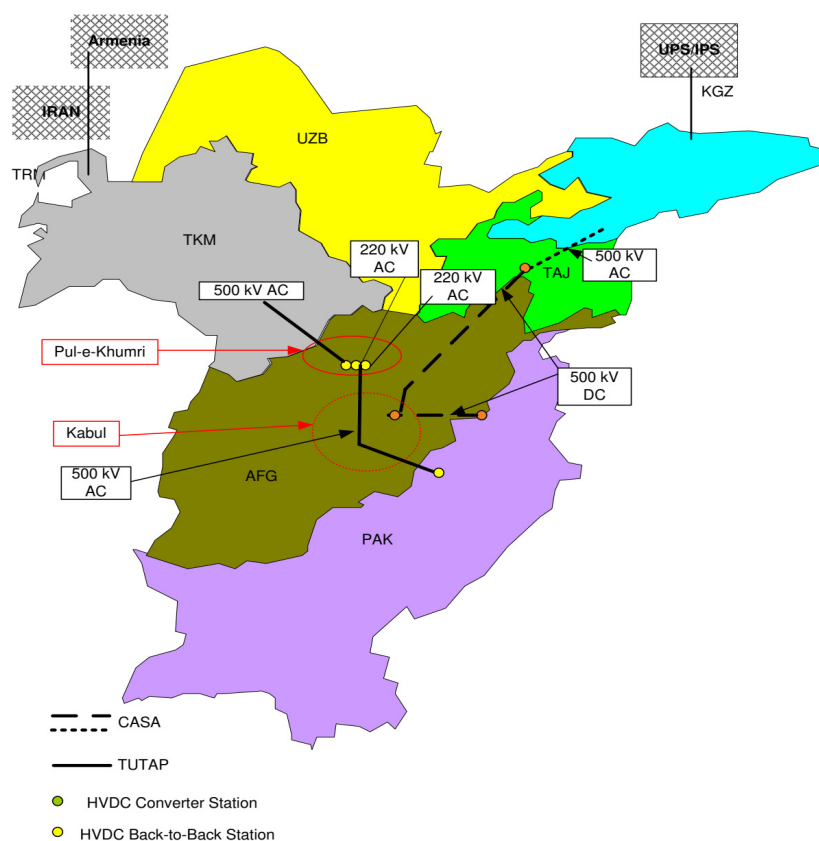 Armenia
UPS/IPS
KGZ
IRAN
UZB
TRM
TKM
220 kV
AC
500 kV
AC
TAJ
220 kV
AC
500 kV AC
Pul-e-Khumri
500 kV
DC
Kabul
500 kV
AC
AFG
PAK
CASA
TUTAP
HVDC Converter Station
HVDC Back-to-Back Station